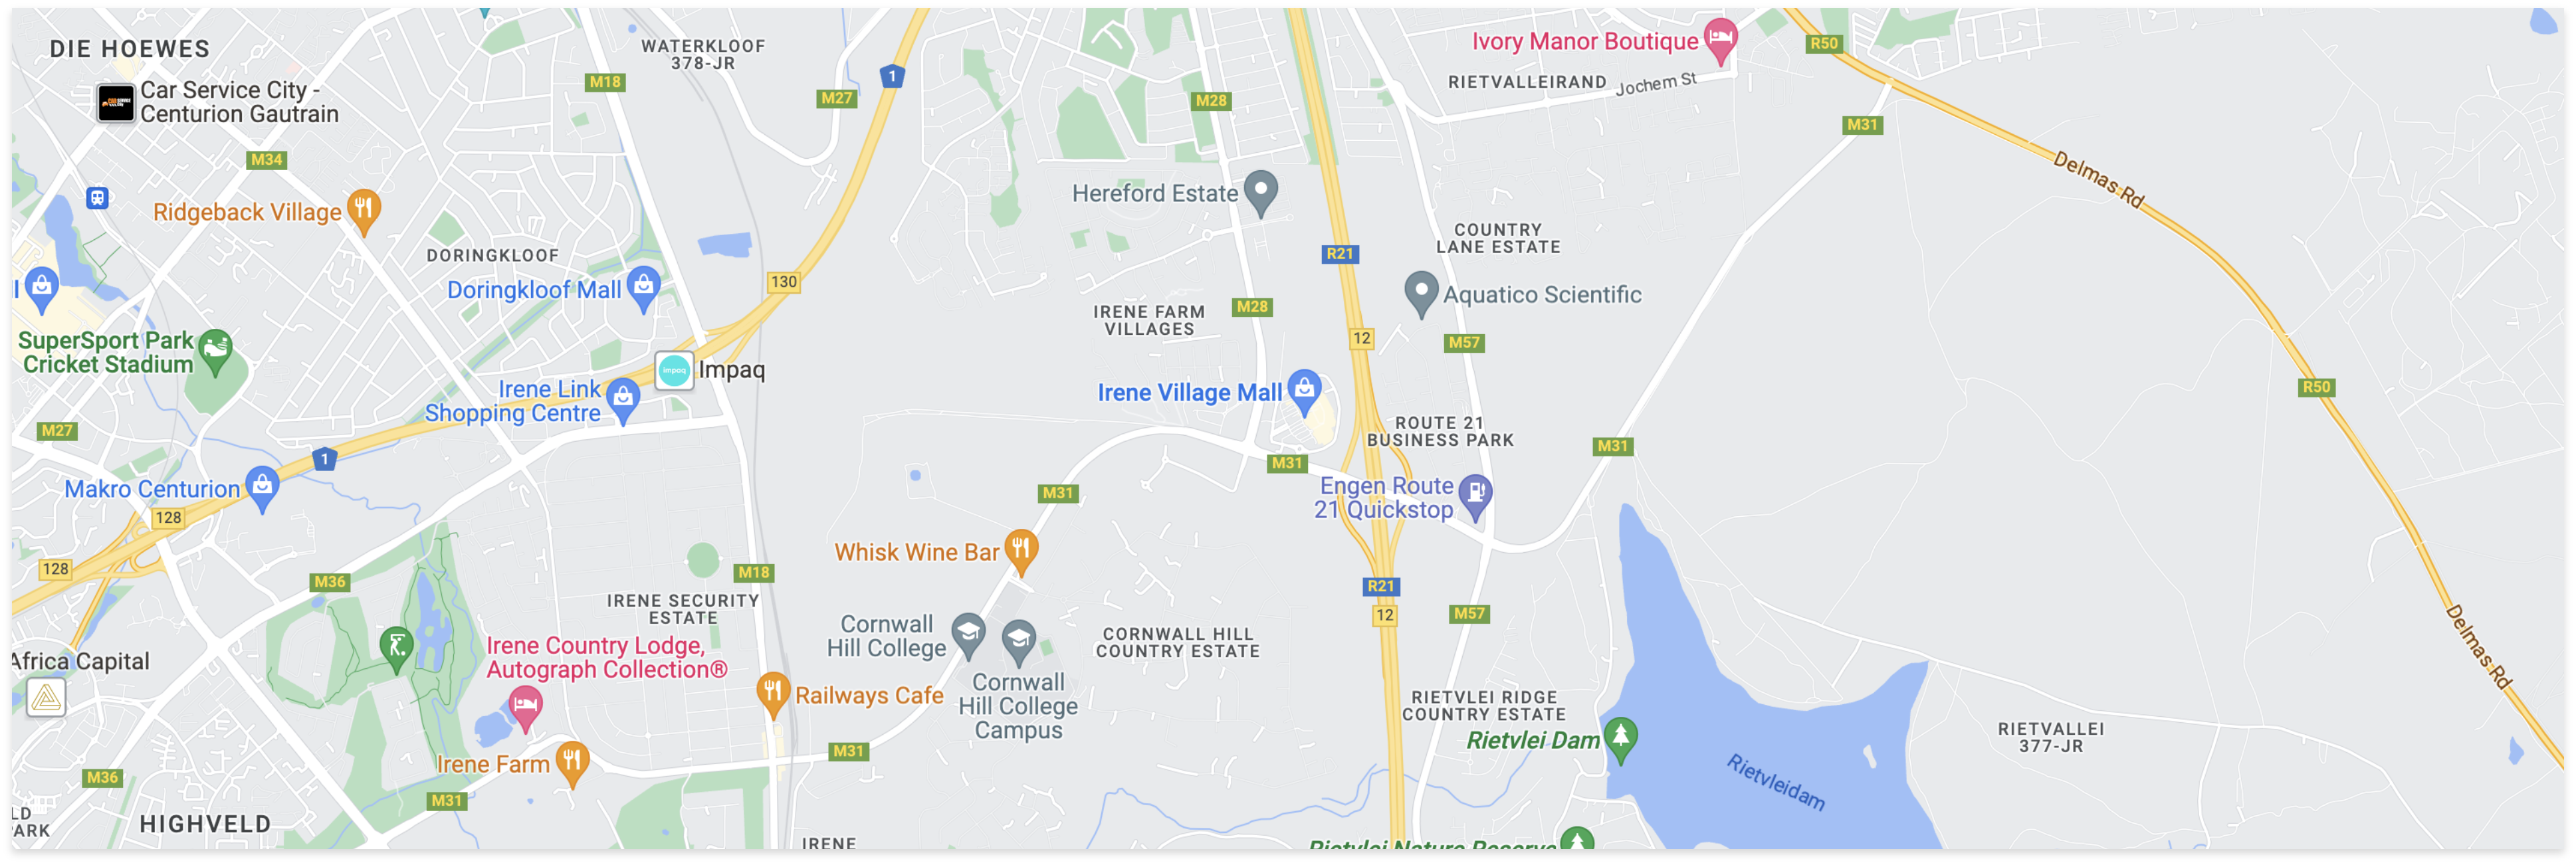 DIE HOEWES
Car Service City -
Centurion Gautrain
M34
Ridgeback Village
DORINGKLOOF
Doringkloof Mall
SuperSport Park
Cricket Stadium
Irene Link
Shopping Centre
impaq
Impaq
M27
1
Makro Centurion
128
128
M36
WATERKLOOF
378-JR
M18
M27
1
130
M28
Hereford Estate
IRENE FARM
VILLAGES
M28
Irene Village Mall
M31
M31
R21
12
Ivory Manor Boutique
RIETVALLEIRAND
Jochem St
R50
M31
Delmas Rd
COUNTRY
LANE ESTATE
Aquatico Scientific
M57
ROUTE 21
BUSINESS PARK
M31
R50
Engen Route
21 Quickstop
R21
12
M57
Whisk Wine Bar
M18
IRENE SECURITY
ESTATE
Cornwall
Hill College
Cornwall
Hill College
Campus
CORNWALL HILL
COUNTRY ESTATE
Irene Country Lodge,
Autograph Collection®
Railways Cafe
M31
Irene Farm
M31
Africa Capital
M36
HIGHVELD
IRENE
RIETVLEI RIDGE
COUNTRY ESTATE
Rietvlei Dam
Rietvleidam
RIETVALLEI
377-JR
Delmas Rd
Rietvlei Nature Reserve